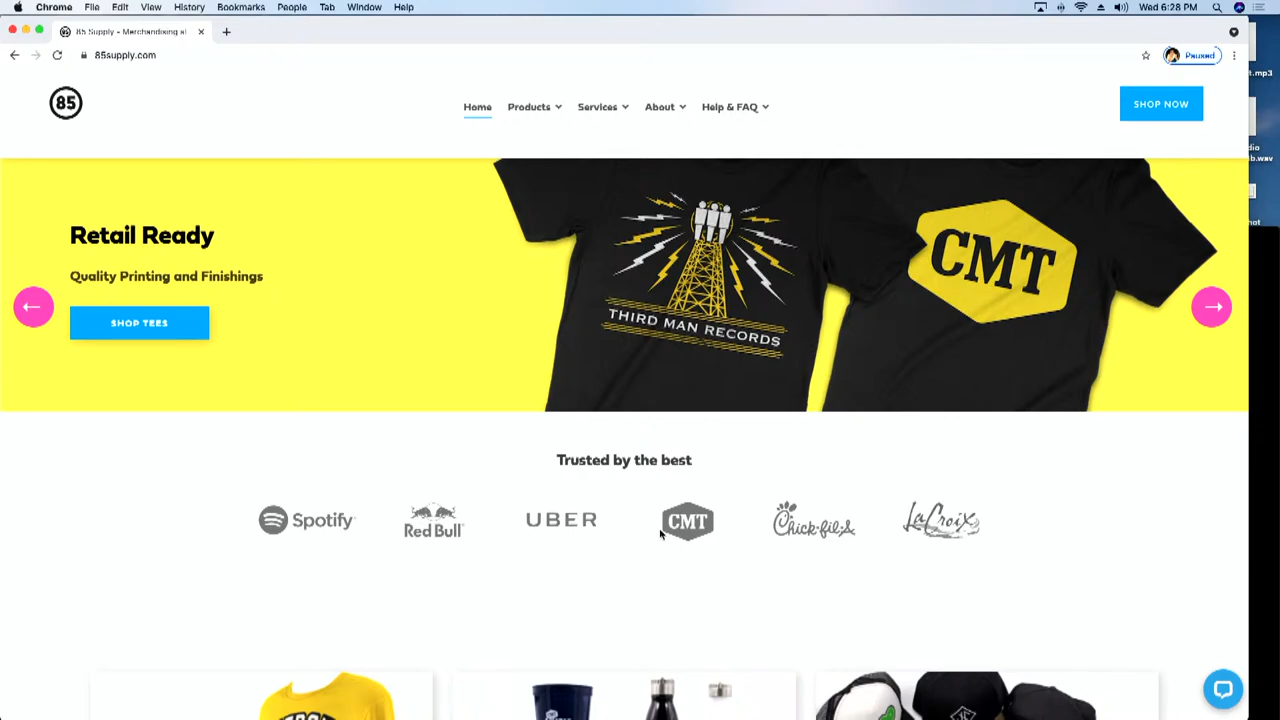 Chrome File Edit View History Bookmarks People Tab Window Help Wed 6:28 PM
85 Supply - Merchandising
85supply.com Paused
85 Home Products Services About Help & FAQ SHOP NOW
Retail Ready
Quality Printing and Finishings
SHOP TEES
THIRD MAN RECORDS
CMT
Trusted by the best
Spotify Red Bull UBER CMT Chick-fil-A LaCroix
t.mp3
b.wav